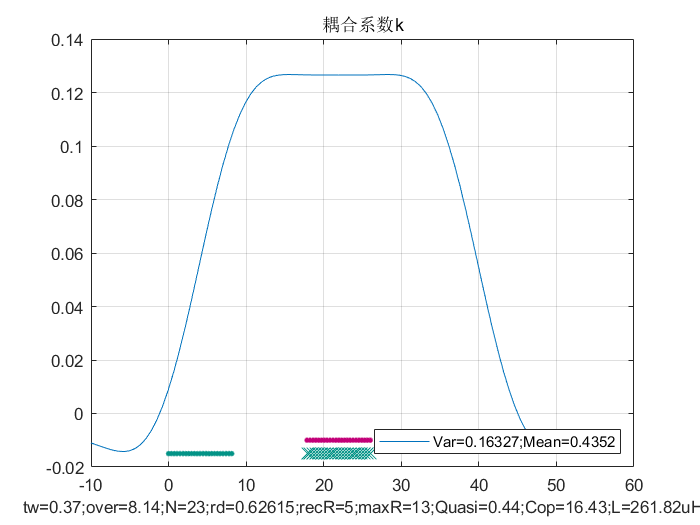 耦合系数k
0.14
0.12
0.1
0.08
0.06
0.04
0.02
0
-0.02
Var=0.16327;Mean=0.4352
-10 0 10 20 30 40 50 60
tw=0.37;over=8.14;N=23;rd=0.62615;recR=5;maxR=13;Quasi=0.44;Cop=16.43;L=261.82uH